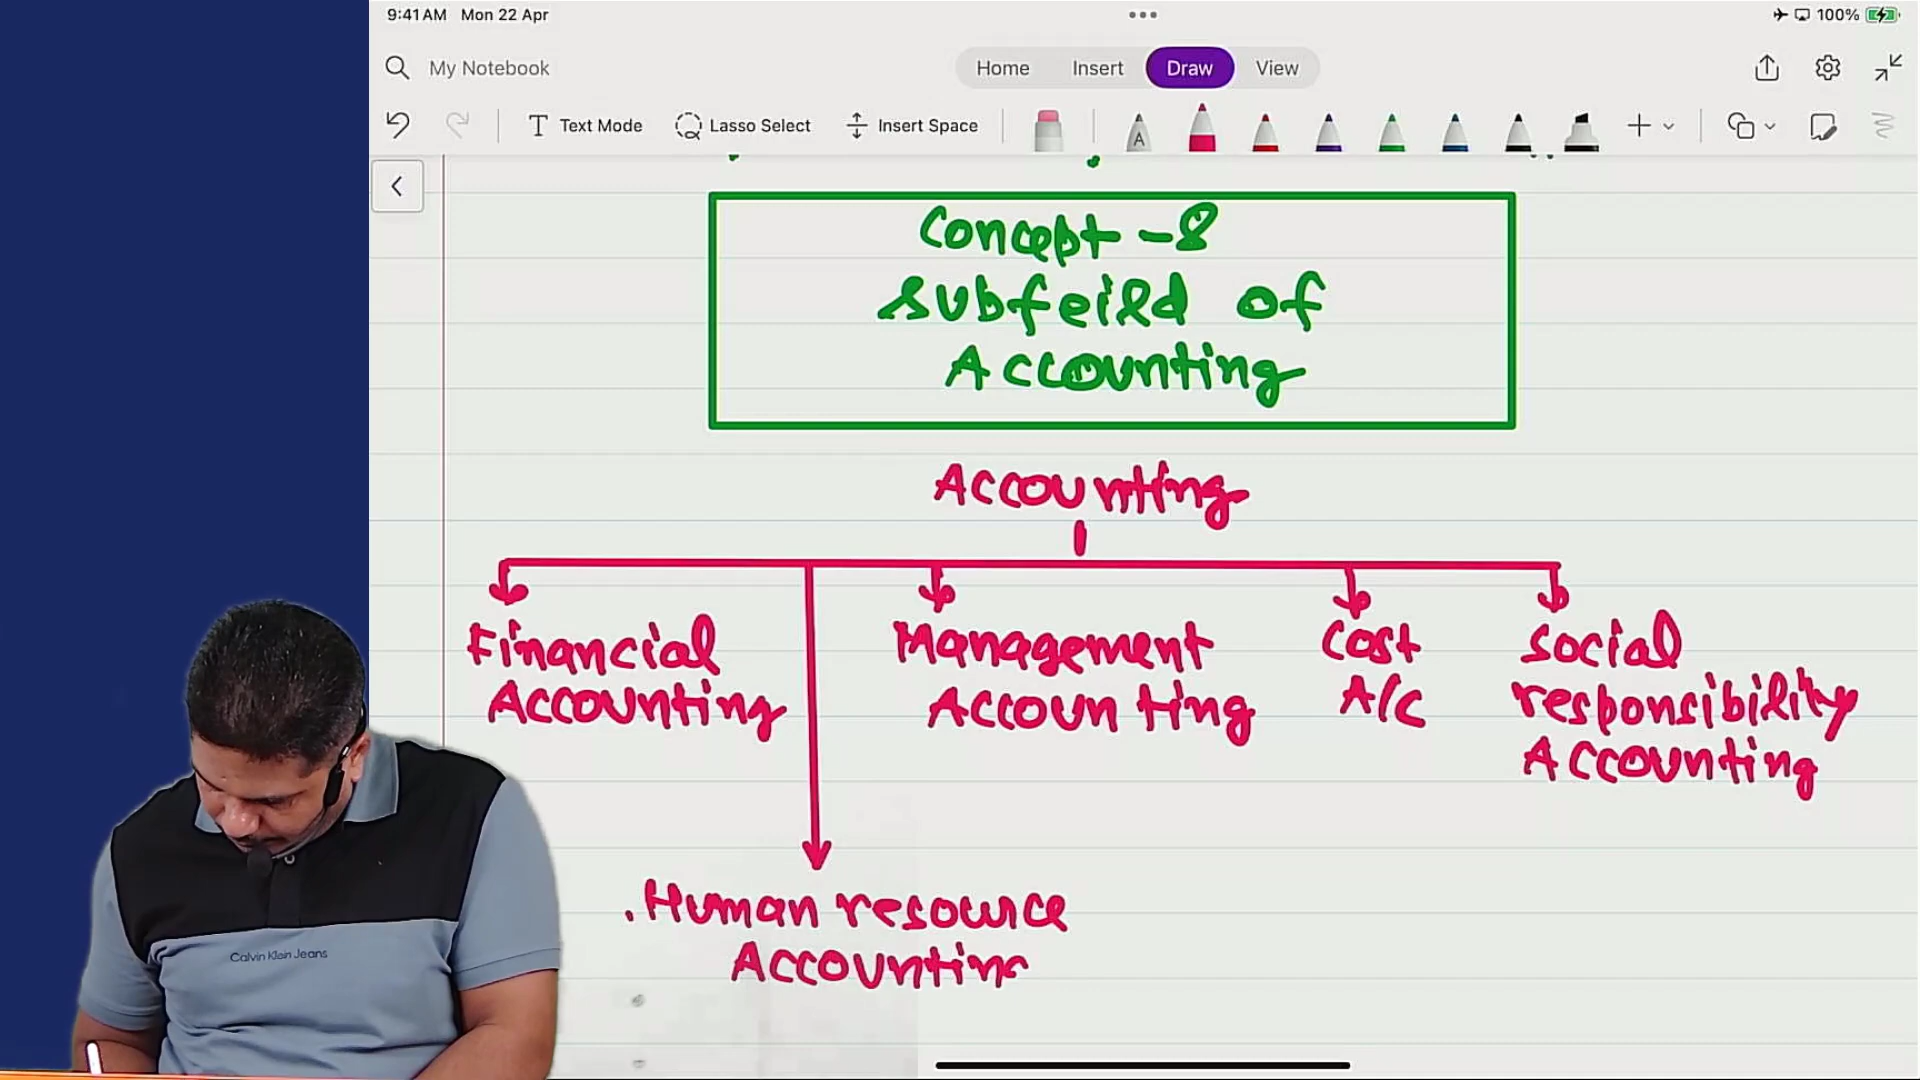 9:41 AM Mon 22 Apr
100%
My Notebook
Home Insert Draw View
Text Mode Lasso Select Insert Space
A
Concept - 8
subfeild of
Accounting
Accounting
Financial Management Cost Social
Accounting Accounting A/C responsibility
Accounting
Human resource
Accounting
Calvin Klein Jeans